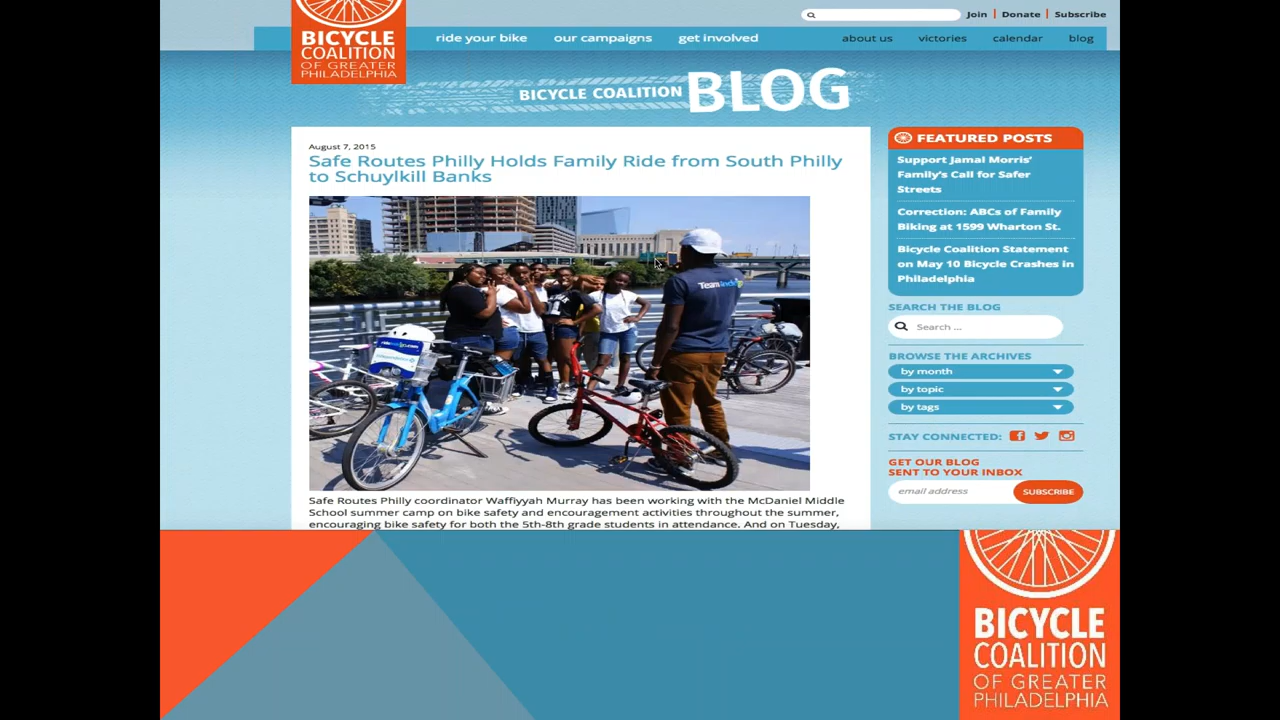 Join | Donate | Subscribe
BICYCLE
COALITION
OF GREATER
PHILADELPHIA
ride your bike our campaigns get involved about us victories calendar blog
BICYCLE COALITION BLOG
August 7, 2015
Safe Routes Philly Holds Family Ride from South Philly
to Schuylkill Banks
Team
Safe Routes Philly coordinator Waffiyyah Murray has been working with the McDaniel Middle
School summer camp on bike safety and encouragement activities throughout the summer,
encouraging bike safety for both the 5th-8th grade students in attendance. And on Tuesday,
FEATURED POSTS
Support Jamal Morris'
Family's Call for Safer
Streets
Correction: ABCs of Family
Biking at 1599 Wharton St.
Bicycle Coalition Statement
on May 10 Bicycle Crashes in
Philadelphia
SEARCH THE BLOG
Search ...
BROWSE THE ARCHIVES
by month
by topic
by tags
STAY CONNECTED:
GET OUR BLOG
SENT TO YOUR INBOX
email address SUBSCRIBE
BICYCLE
COALITION
OF GREATER
PHILADELPHIA